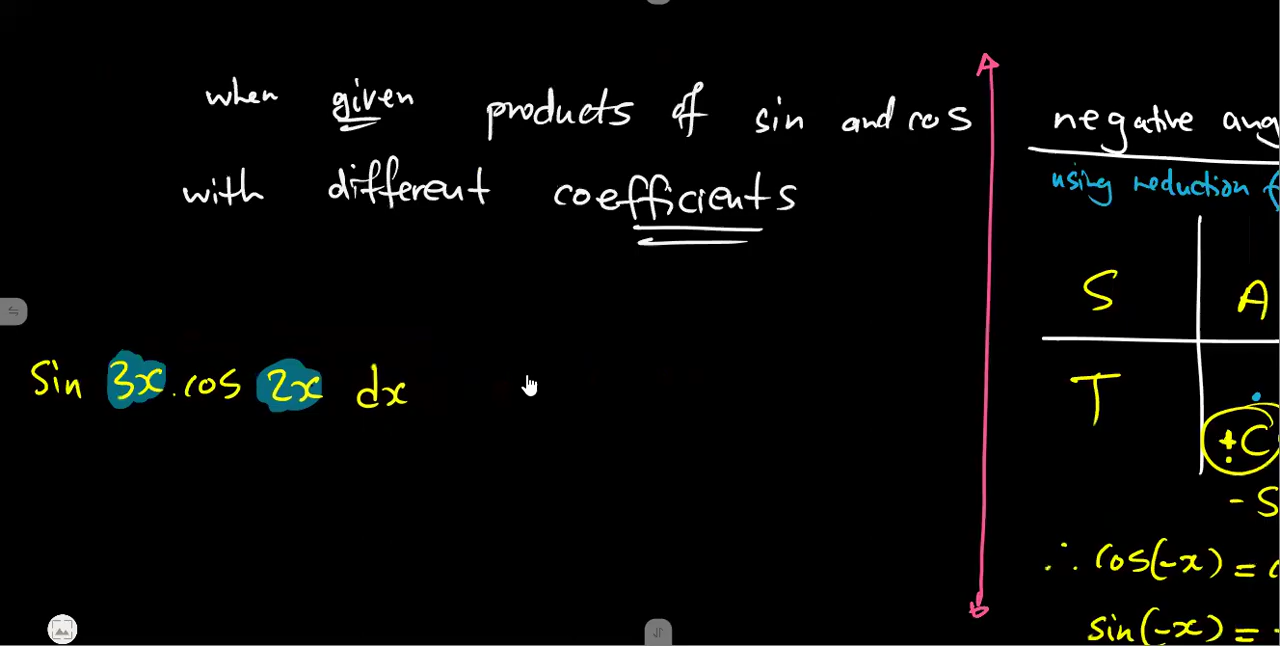 when given products of sin and cos
with different coefficients
sin 3x . cos 2x dx
negative ang
using reduction f
S A
T +C
- S
∴ cos(-x) = c
sin(-x) = -